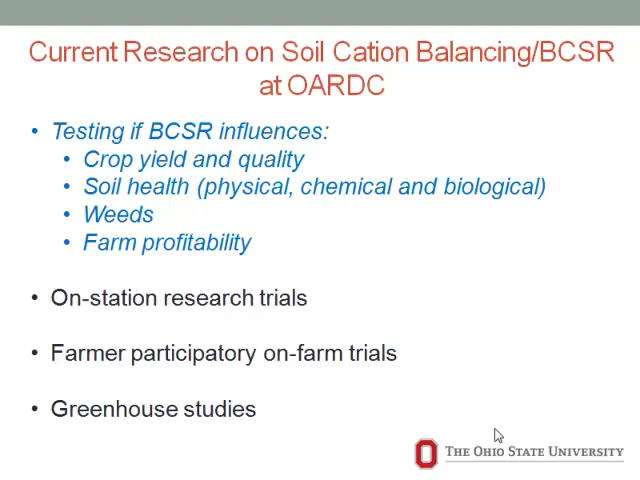 Current Research on Soil Cation Balancing/BCSR
at OARDC
• Testing if BCSR influences:
• Crop yield and quality
• Soil health (physical, chemical and biological)
• Weeds
• Farm profitability
• On-station research trials
• Farmer participatory on-farm trials
• Greenhouse studies
THE OHIO STATE UNIVERSITY